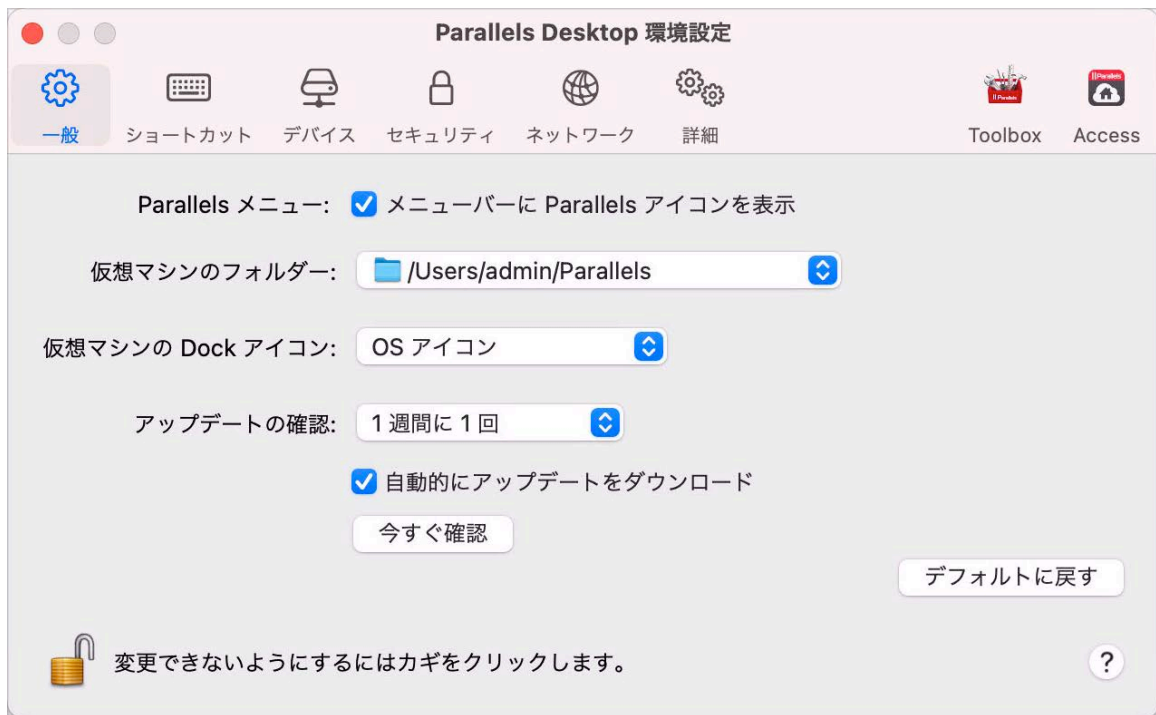 Parallels Desktop 環境設定
一般 ショートカット デバイス セキュリティ ネットワーク 詳細 Toolbox Access
Parallels メニュー: メニューバーに Parallels アイコンを表示
仮想マシンのフォルダー: /Users/admin/Parallels
仮想マシンの Dock アイコン: OS アイコン
アップデートの確認: 1 週間に 1 回
自動的にアップデートをダウンロード
今すぐ確認
デフォルトに戻す
変更できないようにするにはカギをクリックします。 ?